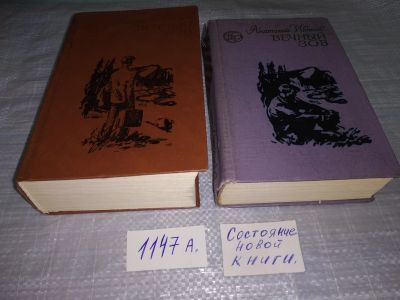 Анатолий Иванов
ВЕЧНЫЙ
ЗОВ
1147 А.
Состояние
новой
книги.